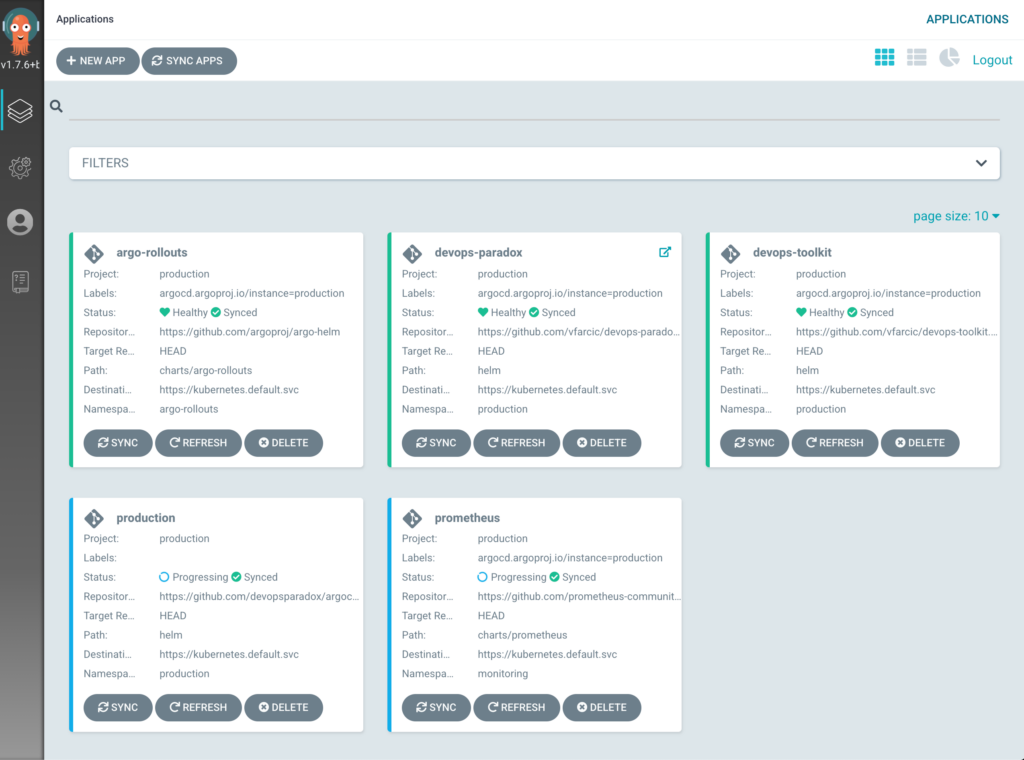 Applications
APPLICATIONS
v1.7.6+b
NEW APP
SYNC APPS
Logout
FILTERS
page size: 10
argo-rollouts
Project: production
Labels: argocd.argoproj.io/instance=production
Status: Healthy Synced
Repositor... https://github.com/argoproj/argo-helm
Target Re... HEAD
Path: charts/argo-rollouts
Destinati... https://kubernetes.default.svc
Namespa... argo-rollouts
SYNC REFRESH DELETE
devops-paradox
Project: production
Labels: argocd.argoproj.io/instance=production
Status: Healthy Synced
Repositor... https://github.com/vfarcic/devops-parado...
Target Re... HEAD
Path: helm
Destinati... https://kubernetes.default.svc
Namespa... production
SYNC REFRESH DELETE
devops-toolkit
Project: production
Labels: argocd.argoproj.io/instance=production
Status: Healthy Synced
Repositor... https://github.com/vfarcic/devops-toolkit....
Target Re... HEAD
Path: helm
Destinati... https://kubernetes.default.svc
Namespa... production
SYNC REFRESH DELETE
production
Project: production
Labels:
Status: Progressing Synced
Repositor... https://github.com/devopsparadox/argoc...
Target Re... HEAD
Path: helm
Destinati... https://kubernetes.default.svc
Namespa... production
SYNC REFRESH DELETE
prometheus
Project: production
Labels: argocd.argoproj.io/instance=production
Status: Progressing Synced
Repositor... https://github.com/prometheus-communit...
Target Re... HEAD
Path: charts/prometheus
Destinati... https://kubernetes.default.svc
Namespa... monitoring
SYNC REFRESH DELETE